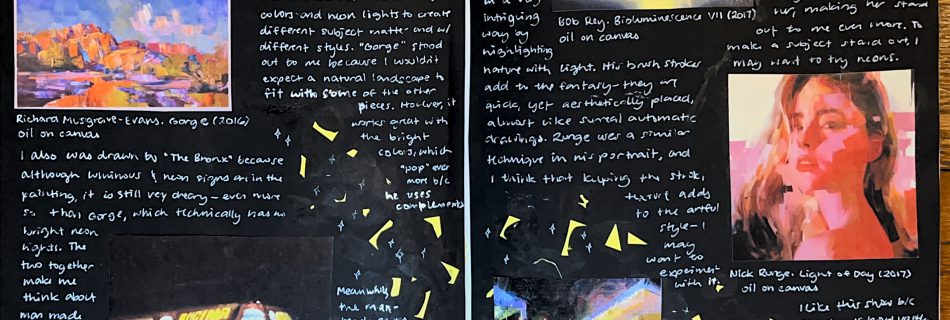 colors and neon lights to create
different subject matter and w/
different styles. "Gorge" stood
out to me because I wouldn't
expect a natural landscape to
fit with some of the other
pieces. However, it
works great with
the bright
colors, which
"pop" even
more b/c
he uses
complements
Richard Musgrave-Evans. Gorge (2016)
oil on canvas
I also was drawn by "The Bronx" because
although luminous & neon signs are in the
painting, it is still very dreary - even more
so than Gorge, which technically has no
bright neon
lights. The
two together
make me
think about
man made
Meanwhile,
the man-
intriguing
way by
highlighting
nature with light. His brush strokes
add to the fantasy - they are
quick, yet aesthetically placed,
almost like surreal automatic
drawings. Runge uses a similar
technique in his portrait, and
I think that keeping the stroke
texture adds
to the artful
style - I
may
want to
experiment
with it.
Bob Rey. Bioluminescence VII (2017)
oil on canvas
her, making her stand
out to me even more. To
make a subject stand out, I
may want to try neons.
Nick Runge. Light of Day (2017)
oil on canvas
I like this show b/c